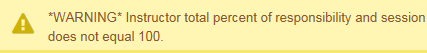 *WARNING* Instructor total percent of responsibility and session
does not equal 100.